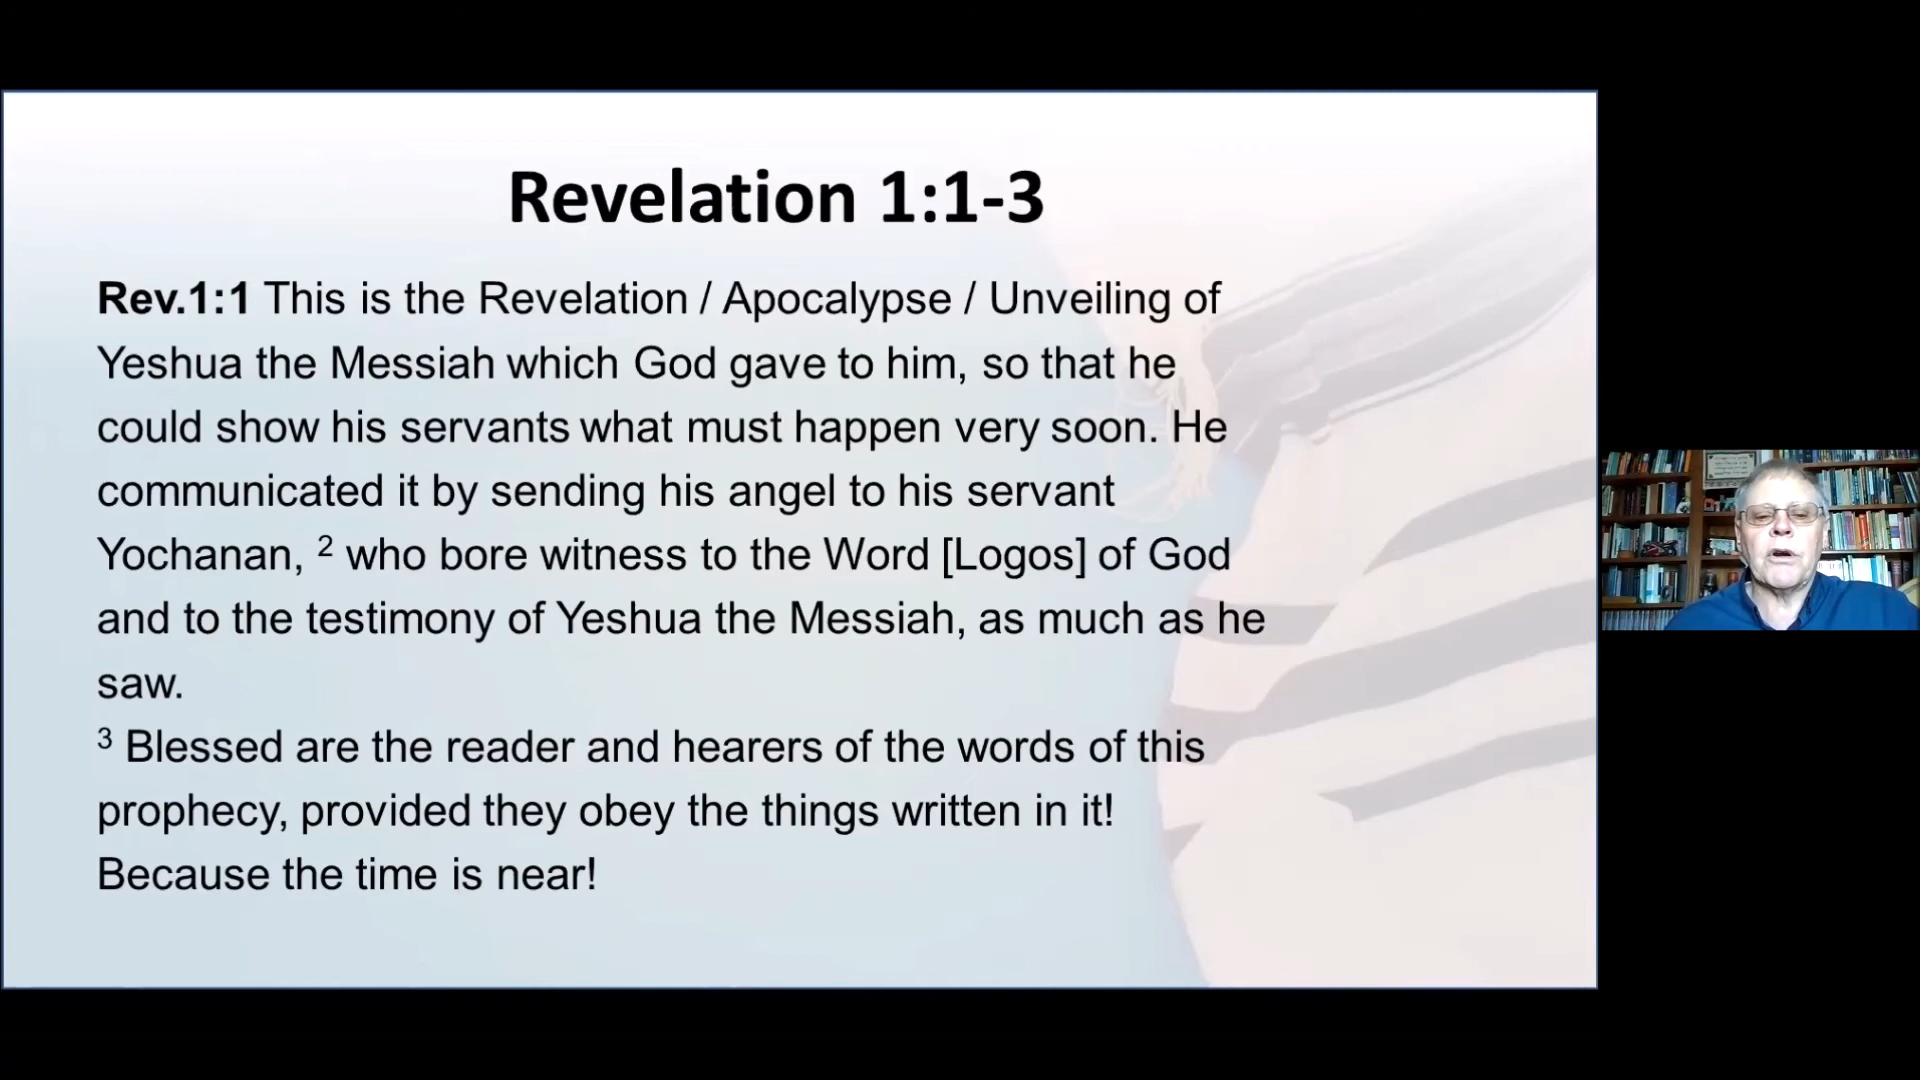 Revelation 1:1-3
Rev.1:1 This is the Revelation / Apocalypse / Unveiling of
Yeshua the Messiah which God gave to him, so that he
could show his servants what must happen very soon. He
communicated it by sending his angel to his servant
Yochanan, ² who bore witness to the Word [Logos] of God
and to the testimony of Yeshua the Messiah, as much as he
saw.
³ Blessed are the reader and hearers of the words of this
prophecy, provided they obey the things written in it!
Because the time is near!